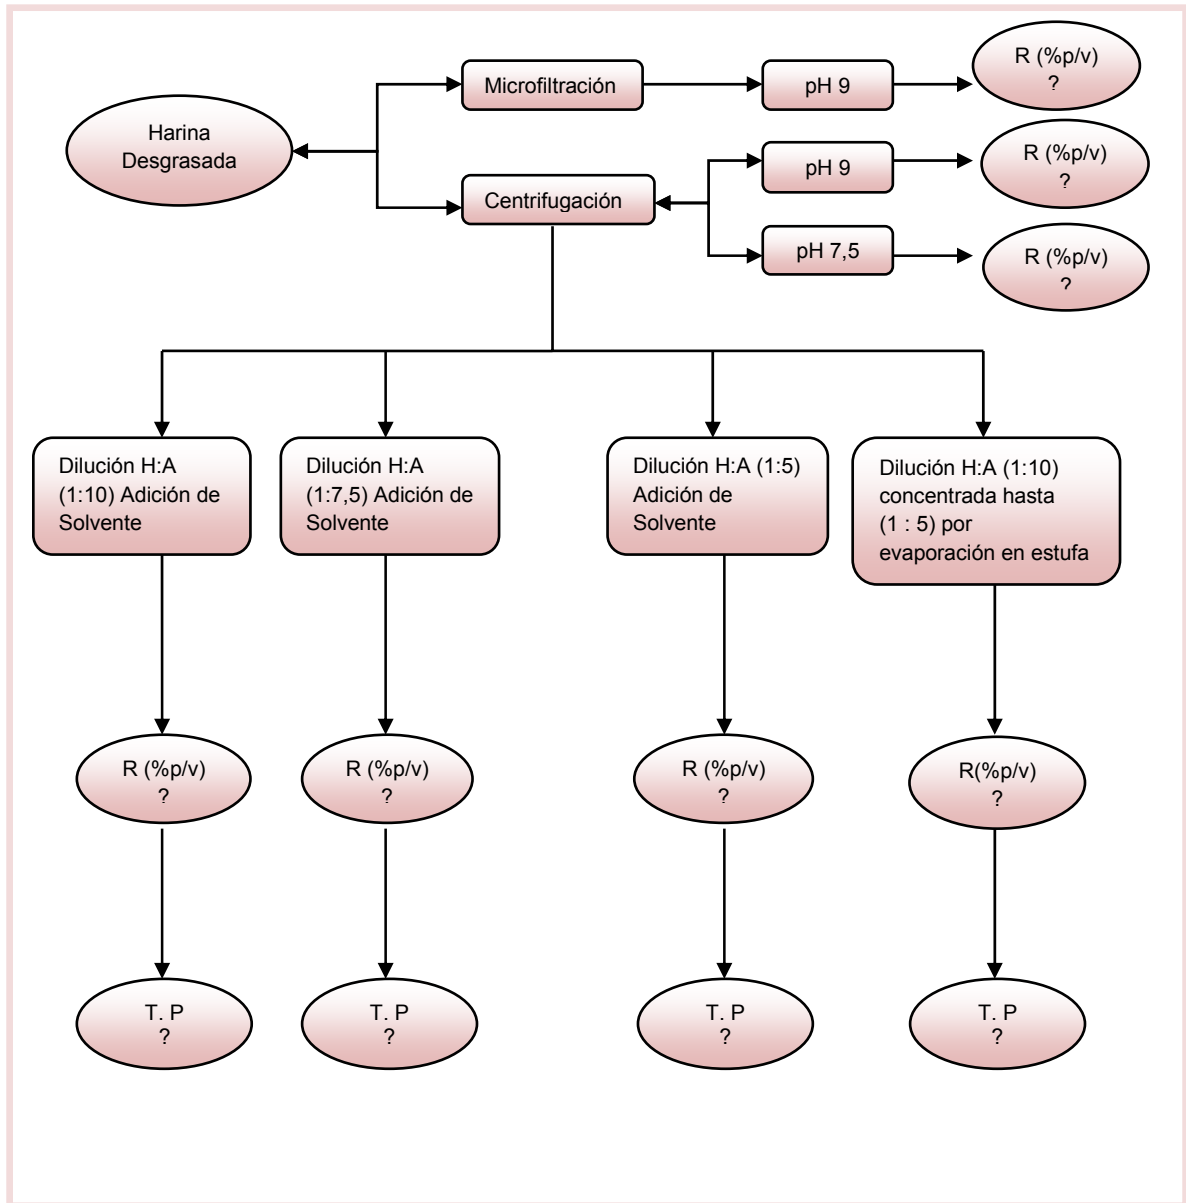 Harina
Desgrasada
Microfiltración
pH 9
R (%p/v)
?
Centrifugación
pH 9
R (%p/v)
?
pH 7,5
R (%p/v)
?
Dilución H:A
(1:10) Adición de
Solvente
Dilución H:A
(1:7,5) Adición de
Solvente
Dilución H:A (1:5)
Adición de
Solvente
Dilución H:A (1:10)
concentrada hasta
(1 : 5) por
evaporación en estufa
R (%p/v)
?
R (%p/v)
?
R (%p/v)
?
R(%p/v)
?
T. P
?
T. P
?
T. P
?
T. P
?